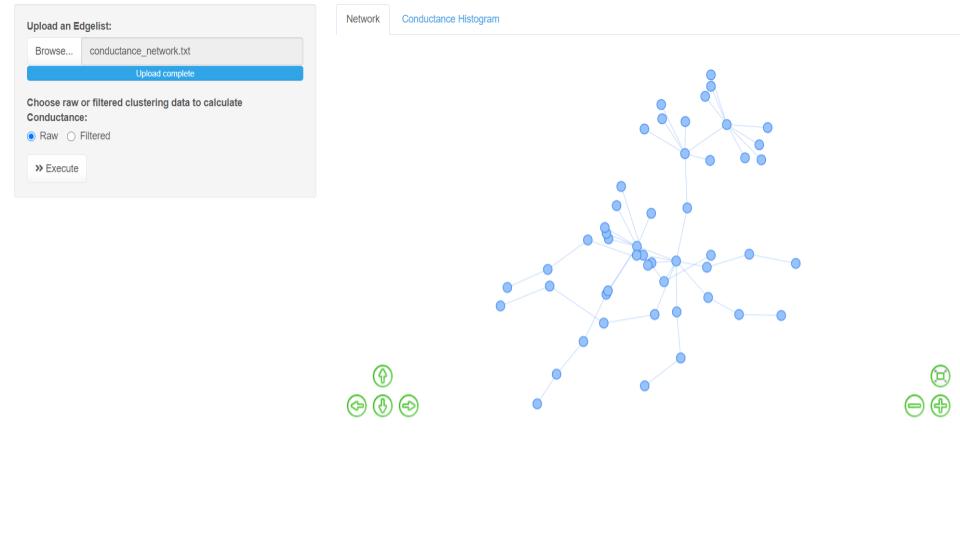 Upload an Edgelist:
Browse... conductance_network.txt
Upload complete
Choose raw or filtered clustering data to calculate
Conductance:
Raw Filtered
Execute
Network Conductance Histogram